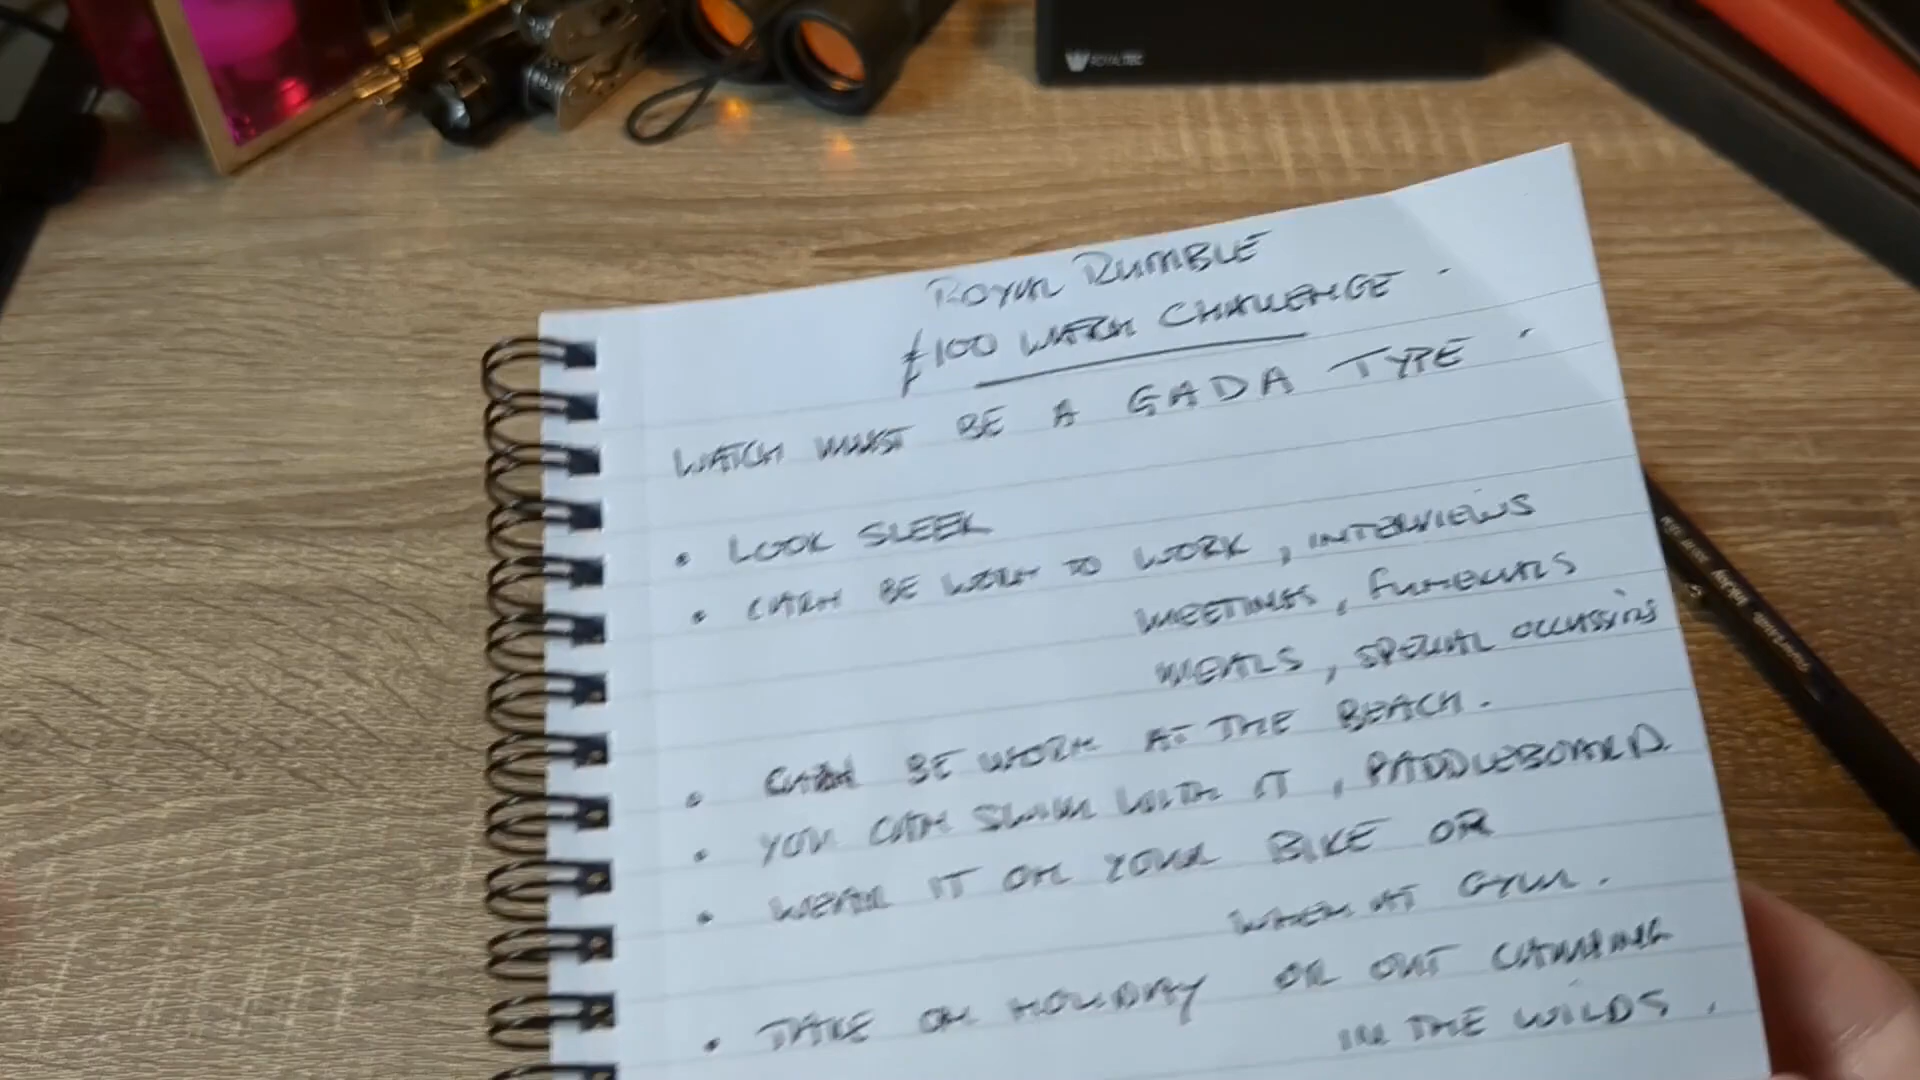 ROYALTEC
ROYAL RUMBLE
£100 WATCH CHALLENGE.
WATCH MUST BE A GADA TYPE.
• LOOK SLEEK
• CAN BE WORN TO WORK, INTERVIEWS
MEETINGS, FUNERALS
MEALS, SPECIAL OCCASSIONS
• CAN BE WORN AT THE BEACH.
• YOU CAN SWIM WITH IT, PADDLEBOARD.
• WEAR IT ON YOUR BIKE OR
WHEN AT GYM.
• TAKE ON HOLIDAY OR OUT CAMPING
IN THE WILDS.